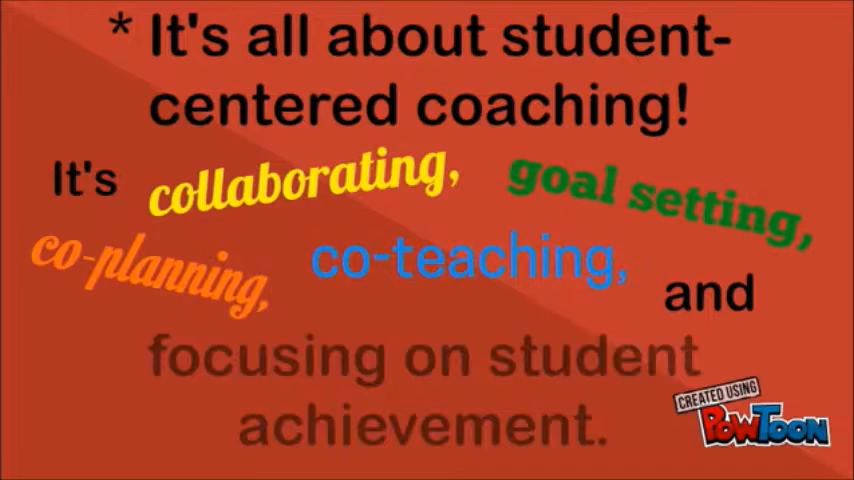 * It's all about student-
centered coaching!
It's collaborating, goal setting,
co-planning, co-teaching, and
focusing on student
achievement.
CREATED USING
POWTOON